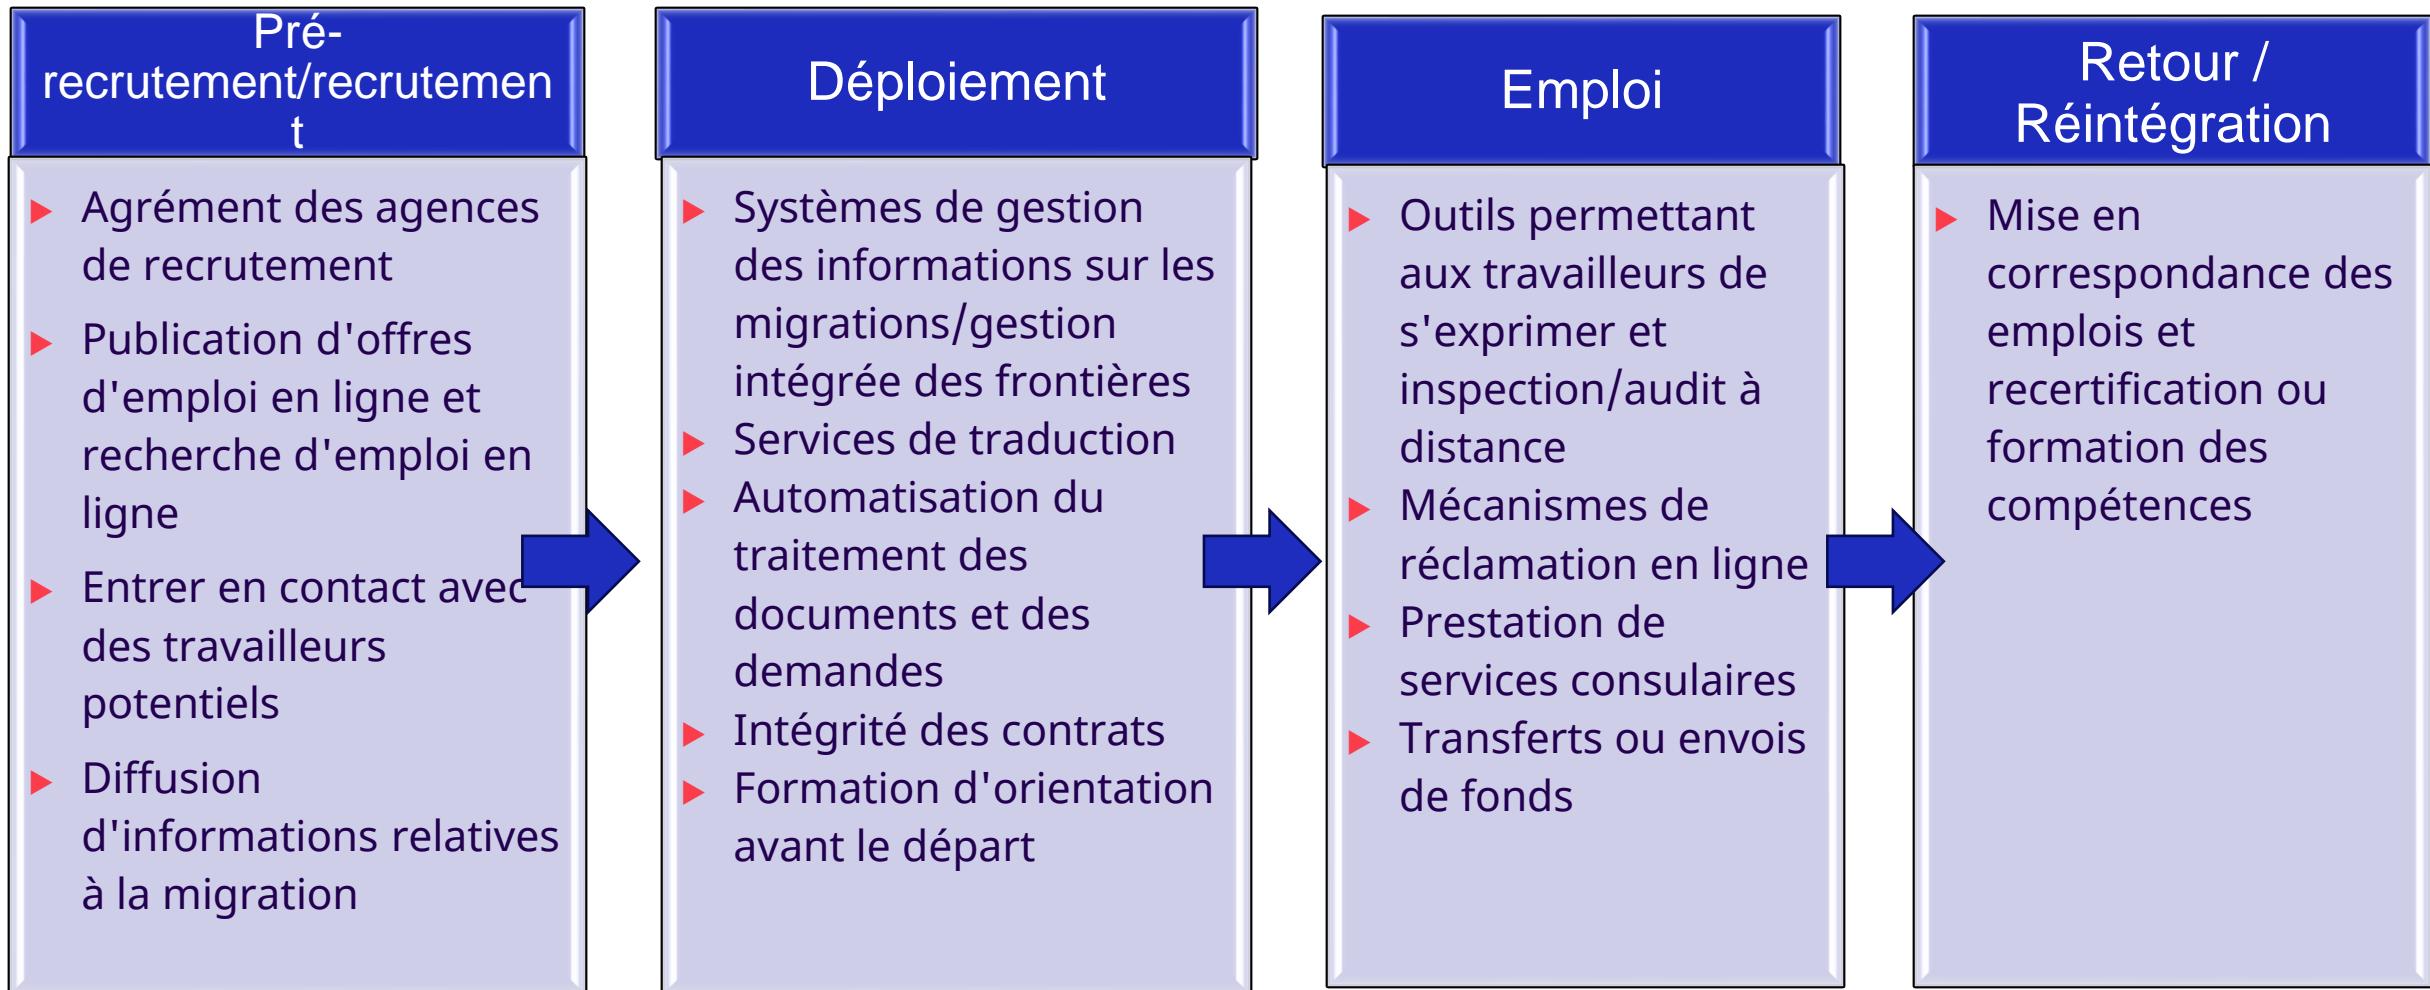 Pré-
recrutement/recrutemen
t
Agrément des agences
de recrutement
Publication d'offres
d'emploi en ligne et
recherche d'emploi en
ligne
Entrer en contact avec
des travailleurs
potentiels
Diffusion
d'informations relatives
à la migration
Déploiement
Systèmes de gestion
des informations sur les
migrations/gestion
intégrée des frontières
Services de traduction
Automatisation du
traitement des
documents et des
demandes
Intégrité des contrats
Formation d'orientation
avant le départ
Emploi
Outils permettant
aux travailleurs de
s'exprimer et
inspection/audit à
distance
Mécanismes de
réclamation en ligne
Prestation de
services consulaires
Transferts ou envois
de fonds
Retour /
Réintégration
Mise en
correspondance des
emplois et
recertification ou
formation des
compétences